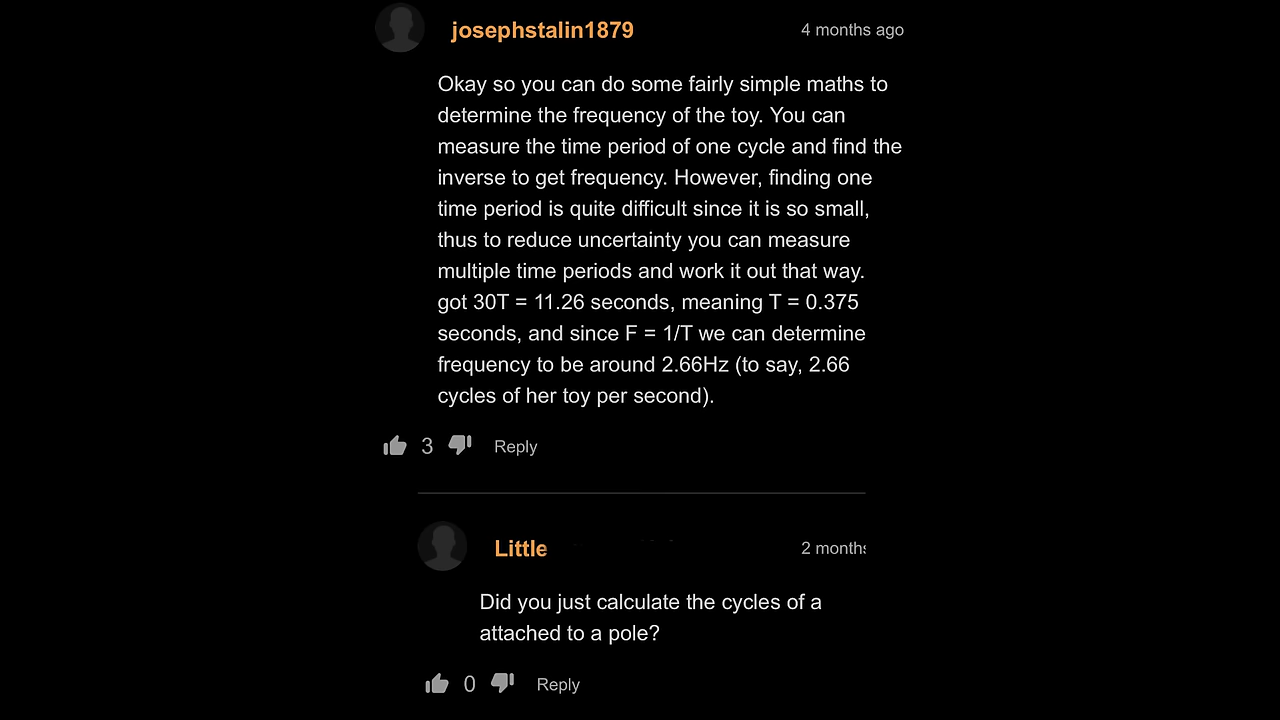 josephstalin1879
4 months ago
Okay so you can do some fairly simple maths to
determine the frequency of the toy. You can
measure the time period of one cycle and find the
inverse to get frequency. However, finding one
time period is quite difficult since it is so small,
thus to reduce uncertainty you can measure
multiple time periods and work it out that way.
got 30T = 11.26 seconds, meaning T = 0.375
seconds, and since F = 1/T we can determine
frequency to be around 2.66Hz (to say, 2.66
cycles of her toy per second).
3 Reply
Little
2 months
Did you just calculate the cycles of a
attached to a pole?
0 Reply